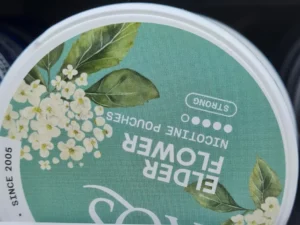 ELDER
FLOWER
NICOTINE POUCHES
STRONG
• SINCE 2005